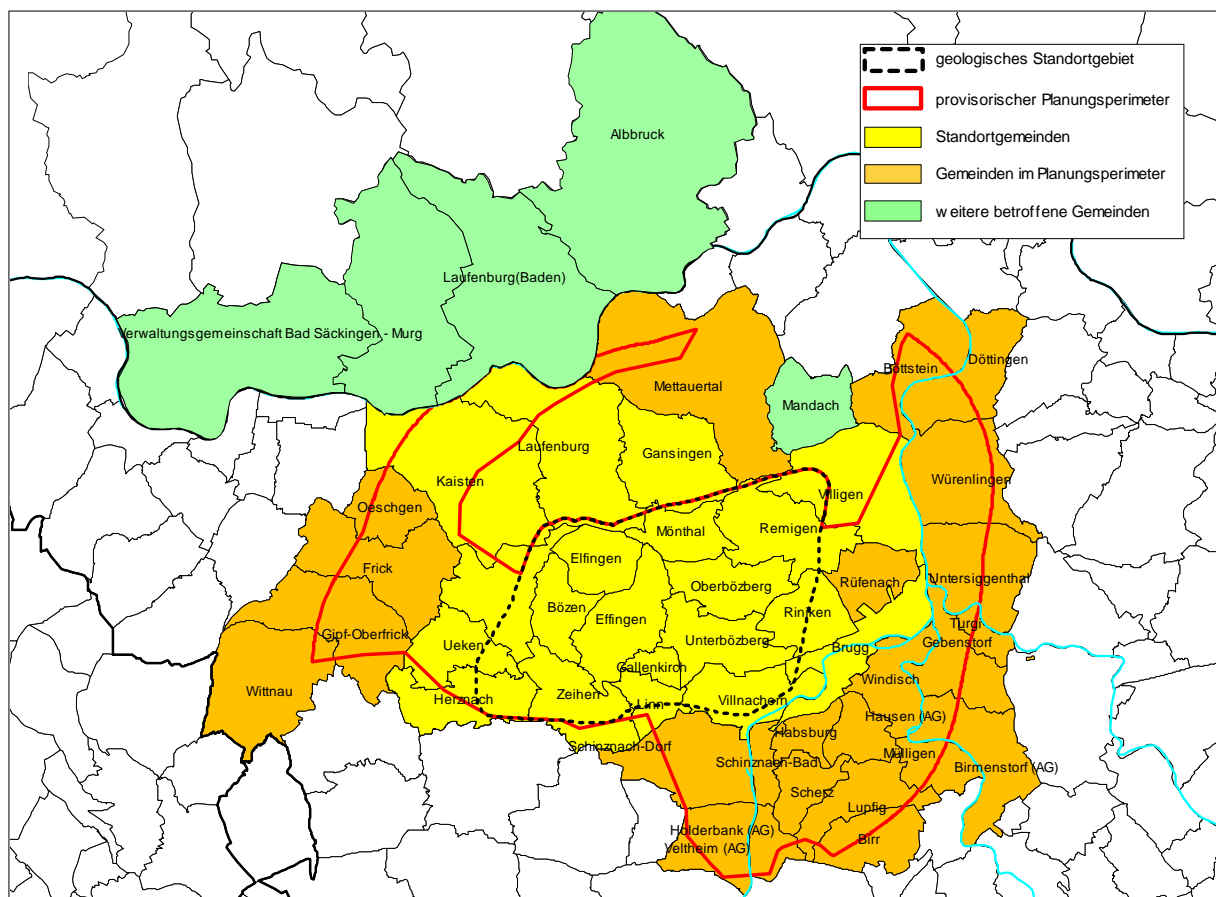 geologisches Standortgebiet
provisorischer Planungsperimeter
Standortgemeinden
Gemeinden im Planungsperimeter
weitere betroffene Gemeinden
Albbruck
Laufenburg(Baden)
Verwaltungsgemeinschaft Bad Säckingen - Murg
Döttingen
Böttstein
Mettauertal
Mandach
Laufenburg
Gansingen
Kaisten
Würenlingen
Villigen
Oeschgen
Remigen
Mönthal
Elfingen
Frick
Rüfenach
Untersiggenthal
Oberbözberg
Bözen
Effingen
Riniken
Turgi
Gipf-Oberfrick
Unterbözberg
Gebenstorf
Ueken
Brugg
Gallenkirch
Windisch
Wittnau
Herznach
Zeihen
Linn
Villnachern
Hausen (AG)
Habsburg
Schinznach-Dorf
Mülligen
Schinznach-Bad
Birmenstorf (AG)
Scherz
Lupfig
Holderbank (AG)
Birr
Veltheim (AG)